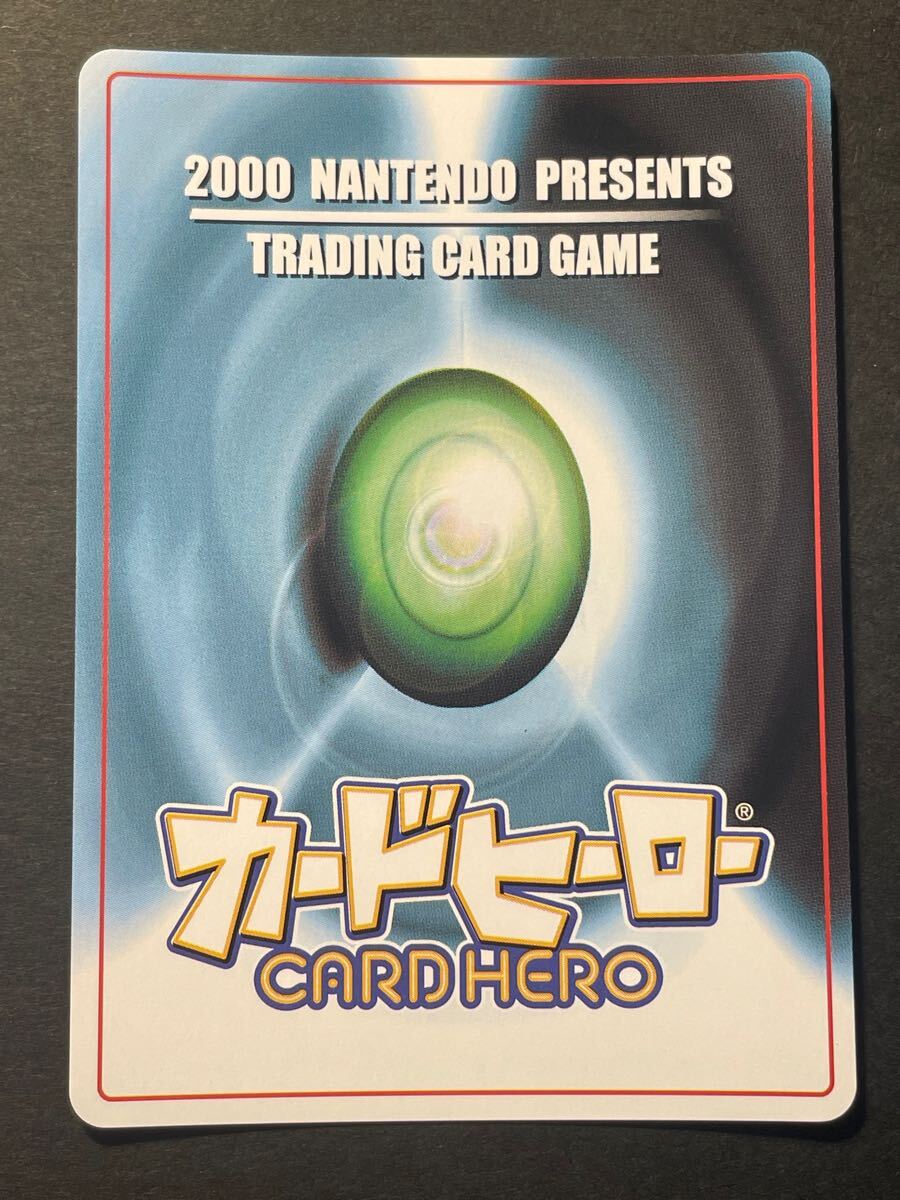 2000 NANTENDO PRESENTS
TRADING CARD GAME
カードヒーロー®
CARD HERO